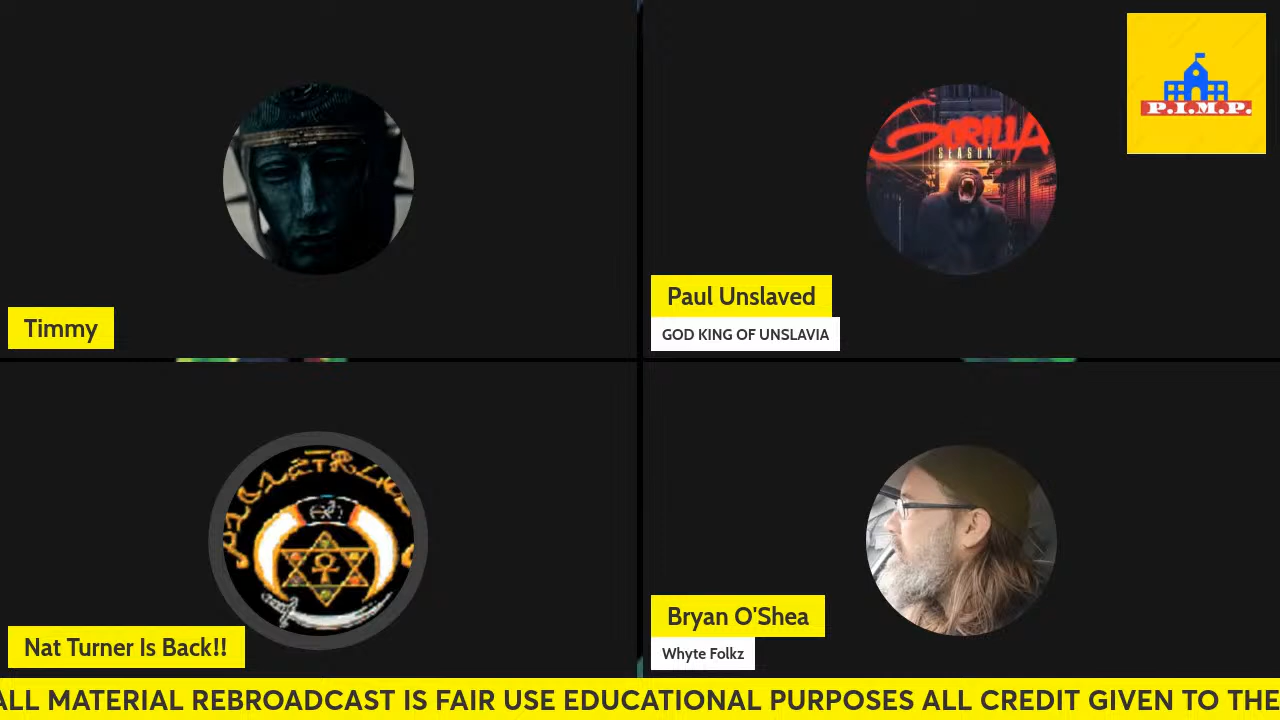 P.I.M.P.
GORILLA
SEASON
Timmy
Paul Unslaved
GOD KING OF UNSLAVIA
Nat Turner Is Back!!
Bryan O'Shea
Whyte Folkz
ALL MATERIAL REBROADCAST IS FAIR USE EDUCATIONAL PURPOSES ALL CREDIT GIVEN TO THE